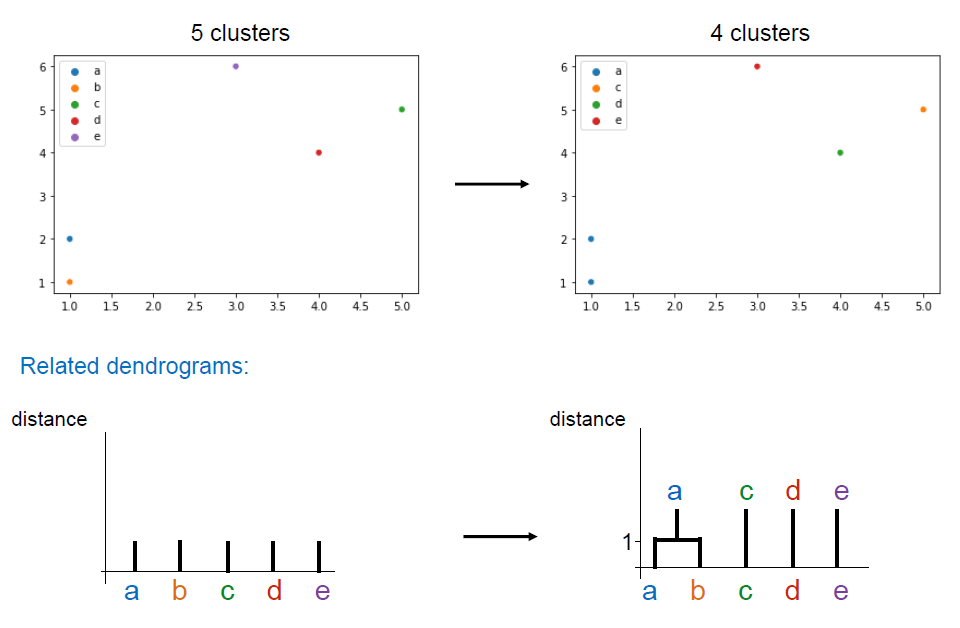 5 clusters
4 clusters
6
5
4
3
2
1
a
b
c
d
e
1.0 1.5 2.0 2.5 3.0 3.5 4.0 4.5 5.0
6
5
4
3
2
1
a
c
d
e
1.0 1.5 2.0 2.5 3.0 3.5 4.0 4.5 5.0
Related dendrograms:
distance
a b c d e
distance
a c d e
1
a b c d e